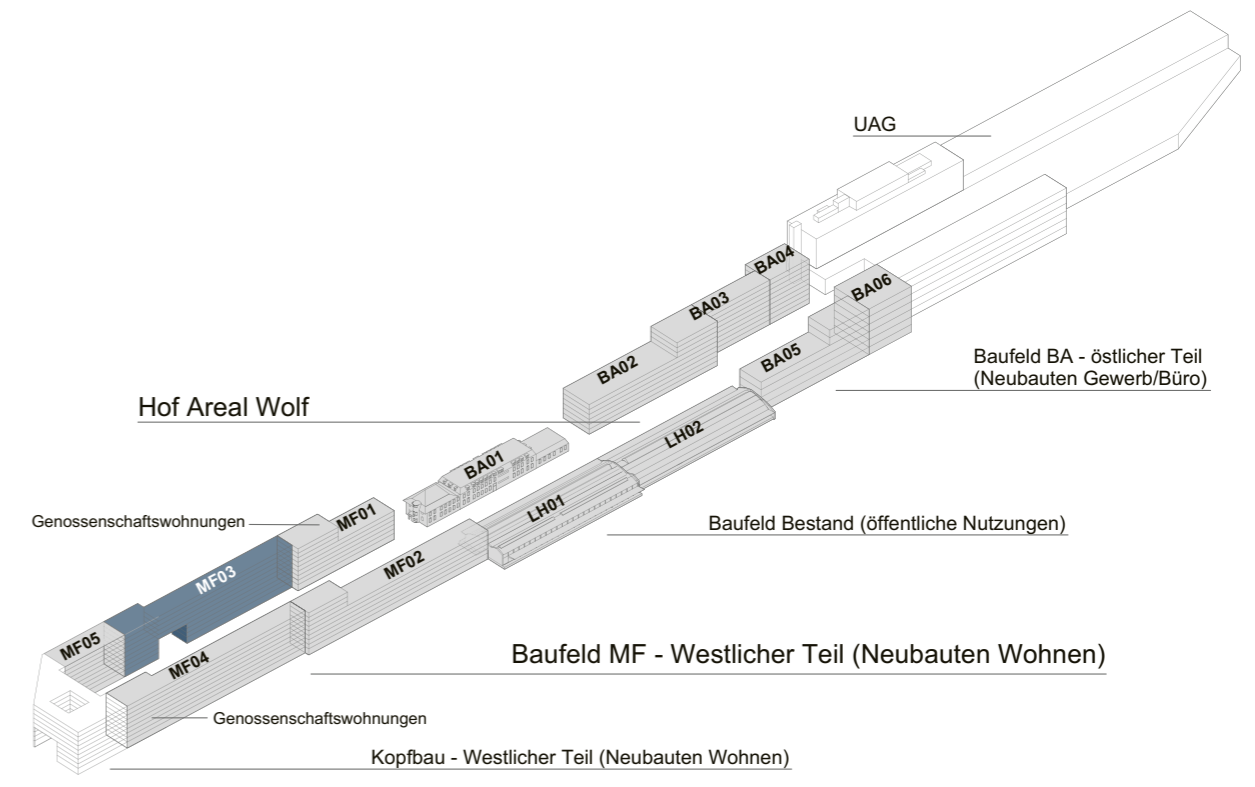 UAG
BA04
BA03
BA06
BA02
BA05
Baufeld BA - östlicher Teil
(Neubauten Gewerb/Büro)
Hof Areal Wolf
LH02
BA01
LH01
Genossenschaftswohnungen
MF01
Baufeld Bestand (öffentliche Nutzungen)
MF02
MF03
MF05
MF04
Baufeld MF - Westlicher Teil (Neubauten Wohnen)
Genossenschaftswohnungen
Kopfbau - Westlicher Teil (Neubauten Wohnen)